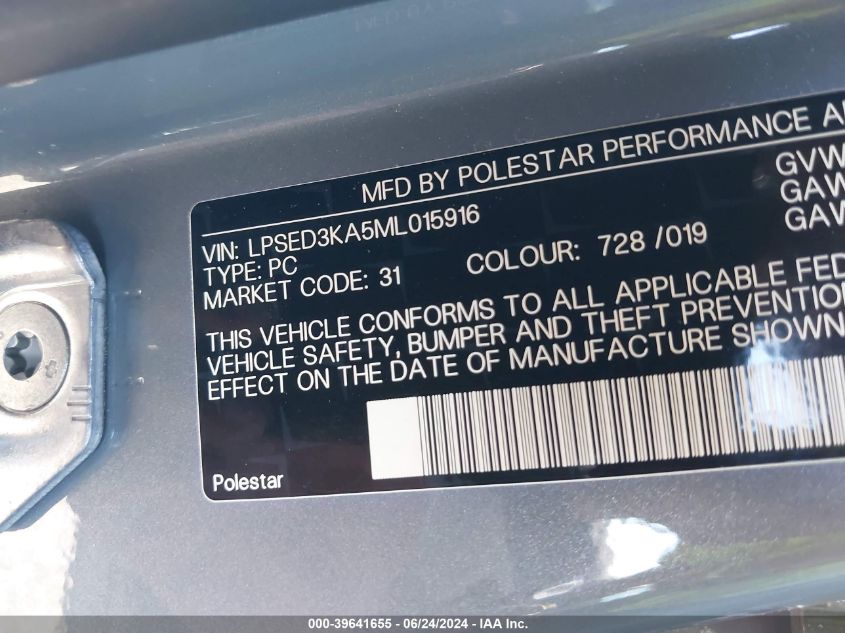 MFD BY POLESTAR PERFORMANCE A
GVW
GAW
GAW
VIN: LPSED3KA5ML015916
TYPE: PC
MARKET CODE: 31
COLOUR: 728 /019
THIS VEHICLE CONFORMS TO ALL APPLICABLE FED
VEHICLE SAFETY, BUMPER AND THEFT PREVENTION
EFFECT ON THE DATE OF MANUFACTURE SHOWN
Polestar
000-39641655 - 06/24/2024 - IAA Inc.